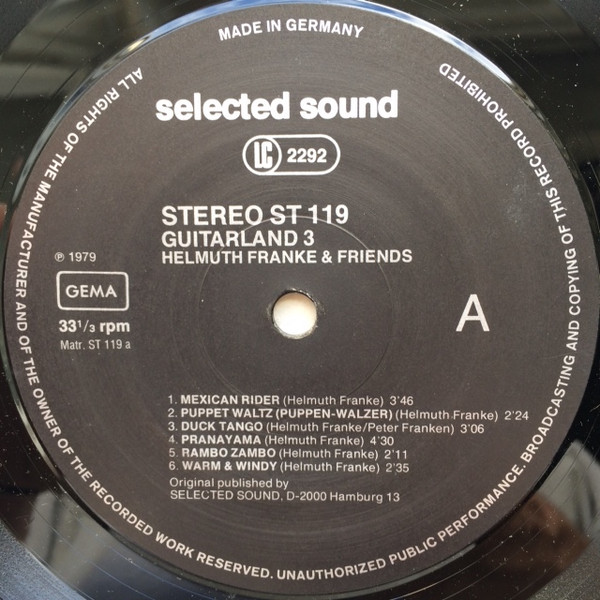 MADE IN GERMANY
ALL RIGHTS OF THE MANUFACTURER AND OF THE OWNER OF THE RECORDED WORK RESERVED. UNAUTHORIZED PUBLIC PERFORMANCE. BROADCASTING AND COPYING OF THIS RECORD PROHIBITED
selected sound
LC 2292
STEREO ST 119
GUITARLAND 3
HELMUTH FRANKE & FRIENDS
℗ 1979
GEMA
33 1/3 rpm
Matr. ST 119 a
A
1. MEXICAN RIDER (Helmuth Franke) 3'46
2. PUPPET WALTZ (PUPPEN-WALZER) (Helmuth Franke) 2'24
3. DUCK TANGO (Helmuth Franke/Peter Franken) 3'06
4. PRANAYAMA (Helmuth Franke) 4'30
5. RAMBO ZAMBO (Helmuth Franke) 2'11
6. WARM & WINDY (Helmuth Franke) 2'35
Original published by
SELECTED SOUND, D-2000 Hamburg 13